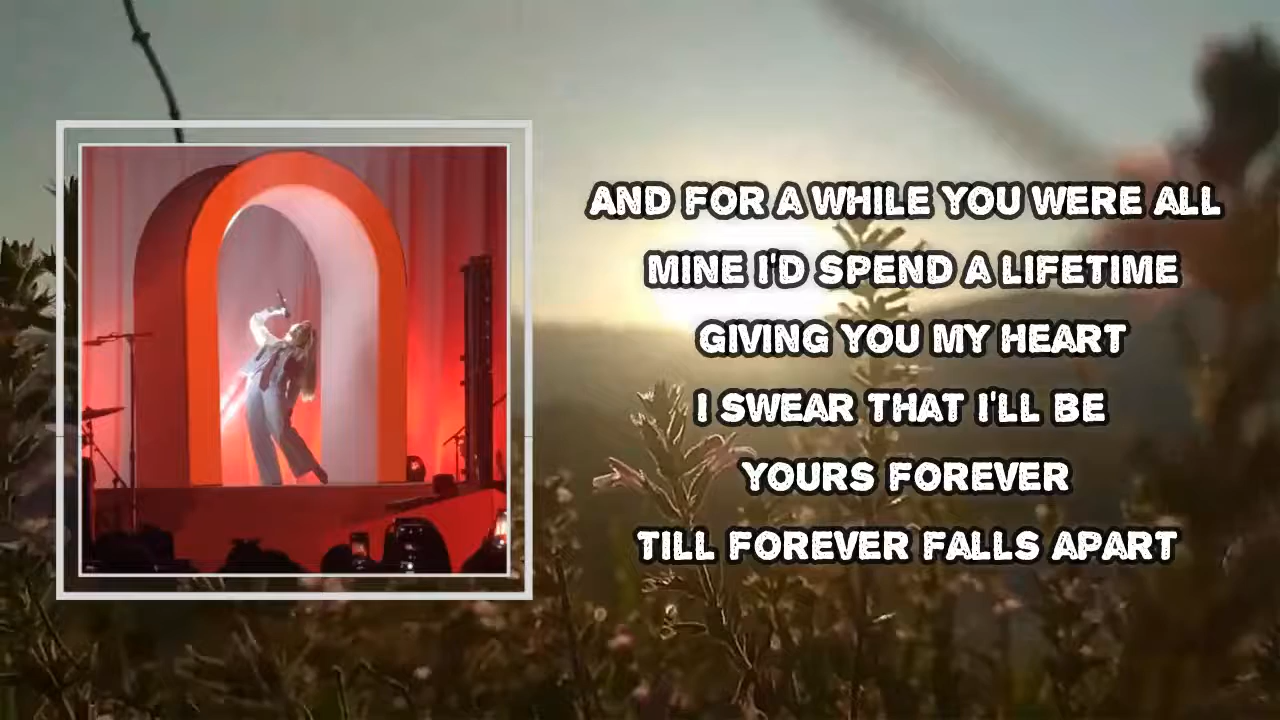 AND FOR A WHILE YOU WERE ALL
MINE I'D SPEND A LIFETIME
GIVING YOU MY HEART
I SWEAR THAT I'LL BE
YOURS FOREVER
TILL FOREVER FALLS APART